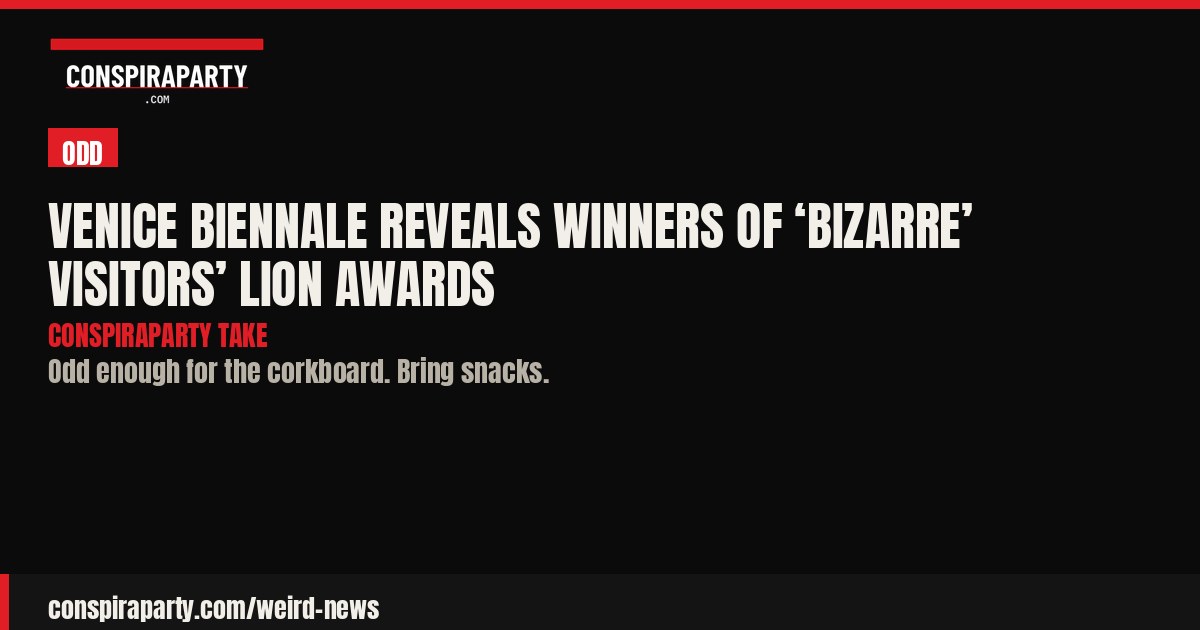 CONSPIRAPARTY
.COM
ODD
VENICE BIENNALE REVEALS WINNERS OF ‘BIZARRE’
VISITORS’ LION AWARDS
CONSPIRAPARTY TAKE
Odd enough for the corkboard. Bring snacks.
conspiraparty.com/weird-news